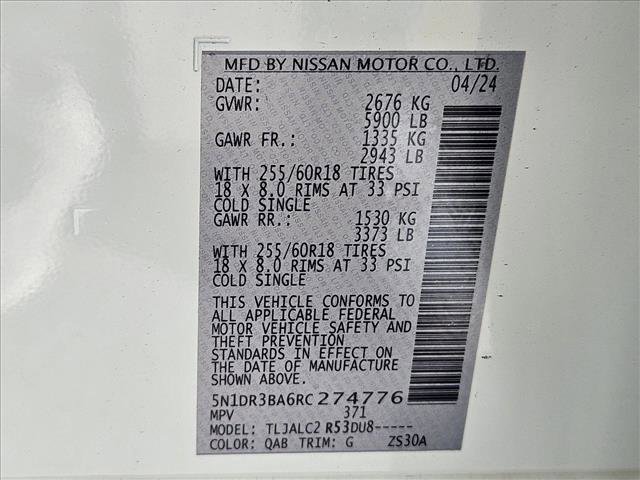 MFD BY NISSAN MOTOR CO., LTD.
DATE: 04/24
GVWR: 2676 KG
5900 LB
GAWR FR.: 1335 KG
2943 LB
WITH 255/60R18 TIRES
18 X 8.0 RIMS AT 33 PSI
COLD SINGLE
GAWR RR.: 1530 KG
3373 LB
WITH 255/60R18 TIRES
18 X 8.0 RIMS AT 33 PSI
COLD SINGLE
THIS VEHICLE CONFORMS TO
ALL APPLICABLE FEDERAL
MOTOR VEHICLE SAFETY AND
THEFT PREVENTION
STANDARDS IN EFFECT ON
THE DATE OF MANUFACTURE
SHOWN ABOVE.
5N1DR3BA6RC274776
MPV 371
MODEL: TLJALC2 R53DU8-----
COLOR: QAB TRIM: G ZS30A